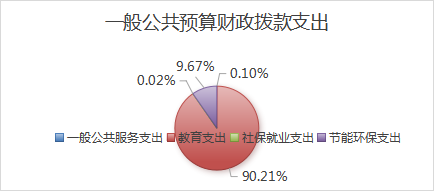 一般公共预算财政拨款支出
9.67%
0.10%
0.02%
一般公共服务支出 教育支出 社保就业支出 节能环保支出
90.21%